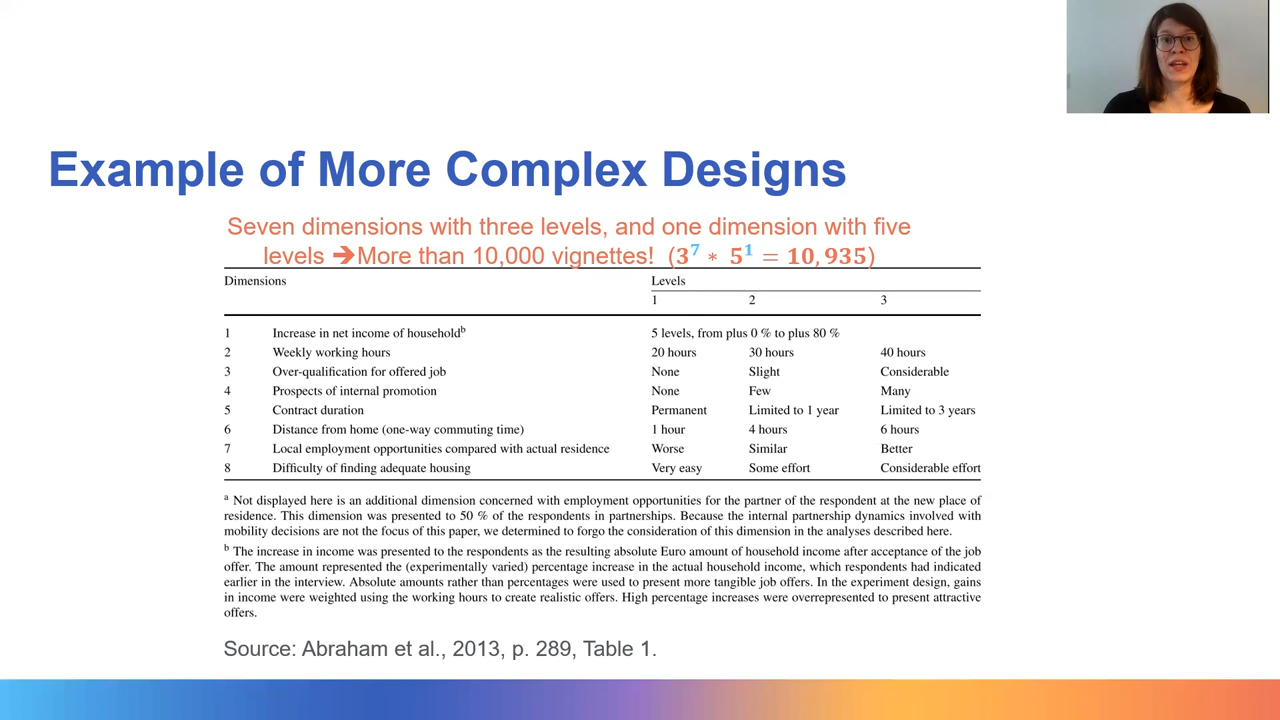 Example of More Complex Designs
Seven dimensions with three levels, and one dimension with five
levels ➔More than 10,000 vignettes! (3⁷ ∗ 5¹ = 10,935)
Dimensions Levels
1 2 3
1 Increase in net income of householdᵇ 5 levels, from plus 0 % to plus 80 %
2 Weekly working hours 20 hours 30 hours 40 hours
3 Over-qualification for offered job None Slight Considerable
4 Prospects of internal promotion None Few Many
5 Contract duration Permanent Limited to 1 year Limited to 3 years
6 Distance from home (one-way commuting time) 1 hour 4 hours 6 hours
7 Local employment opportunities compared with actual residence Worse Similar Better
8 Difficulty of finding adequate housing Very easy Some effort Considerable effort
ᵃ Not displayed here is an additional dimension concerned with employment opportunities for the partner of the respondent at the new place of
residence. This dimension was presented to 50 % of the respondents in partnerships. Because the internal partnership dynamics involved with
mobility decisions are not the focus of this paper, we determined to forgo the consideration of this dimension in the analyses described here.
ᵇ The increase in income was presented to the respondents as the resulting absolute Euro amount of household income after acceptance of the job
offer. The amount represented the (experimentally varied) percentage increase in the actual household income, which respondents had indicated
earlier in the interview. Absolute amounts rather than percentages were used to present more tangible job offers. In the experiment design, gains
in income were weighted using the working hours to create realistic offers. High percentage increases were overrepresented to present attractive
offers.
Source: Abraham et al., 2013, p. 289, Table 1.